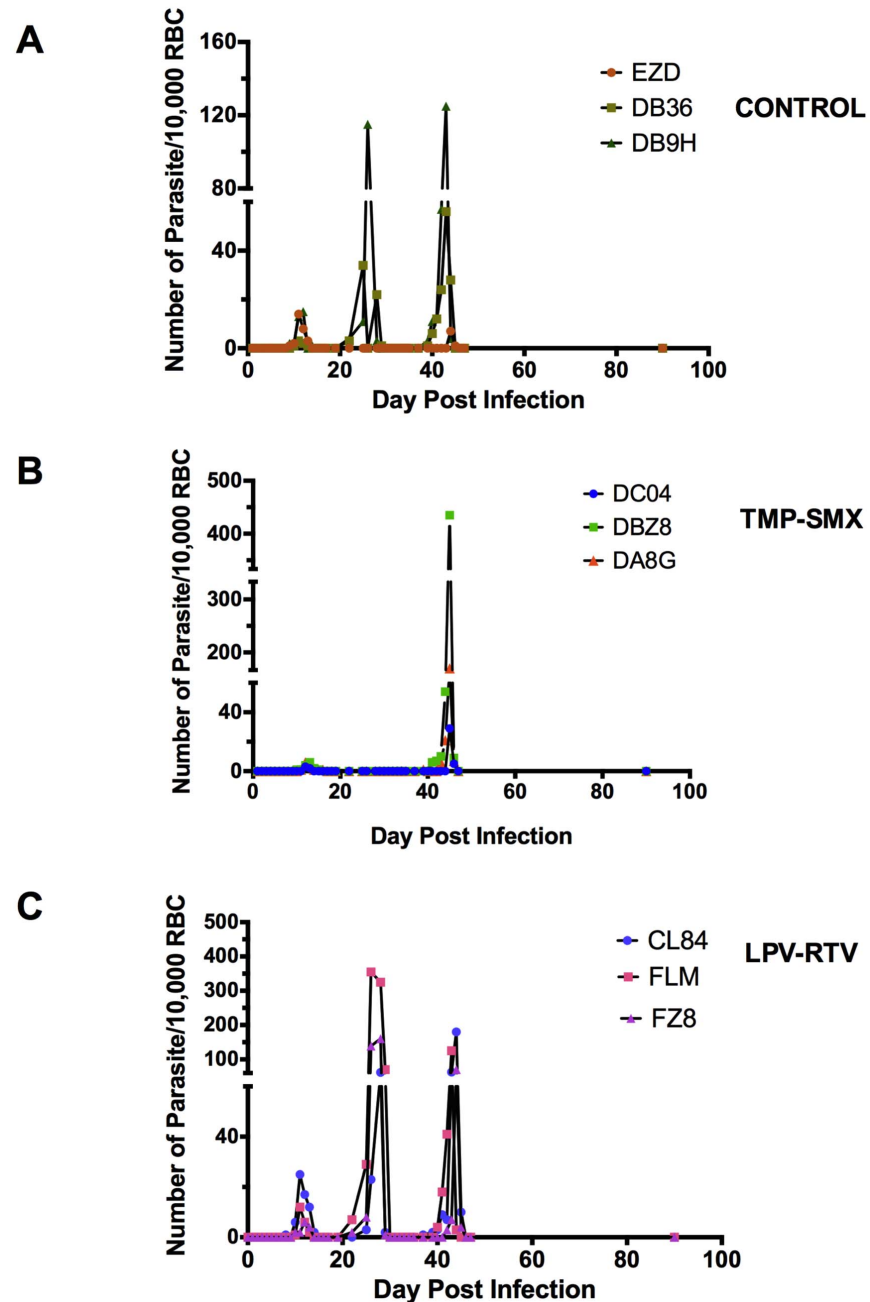 A
Number of Parasite/10,000 RBC
160
120
80
40
0
0 20 40 60 80 100
Day Post Infection
EZD
DB36
DB9H
CONTROL
B
Number of Parasite/10,000 RBC
500
400
300
200
40
0
0 20 40 60 80 100
Day Post Infection
DC04
DBZ8
DA8G
TMP-SMX
C
Number of Parasite/10,000 RBC
500
400
300
200
100
40
0
0 20 40 60 80 100
Day Post Infection
CL84
FLM
FZ8
LPV-RTV